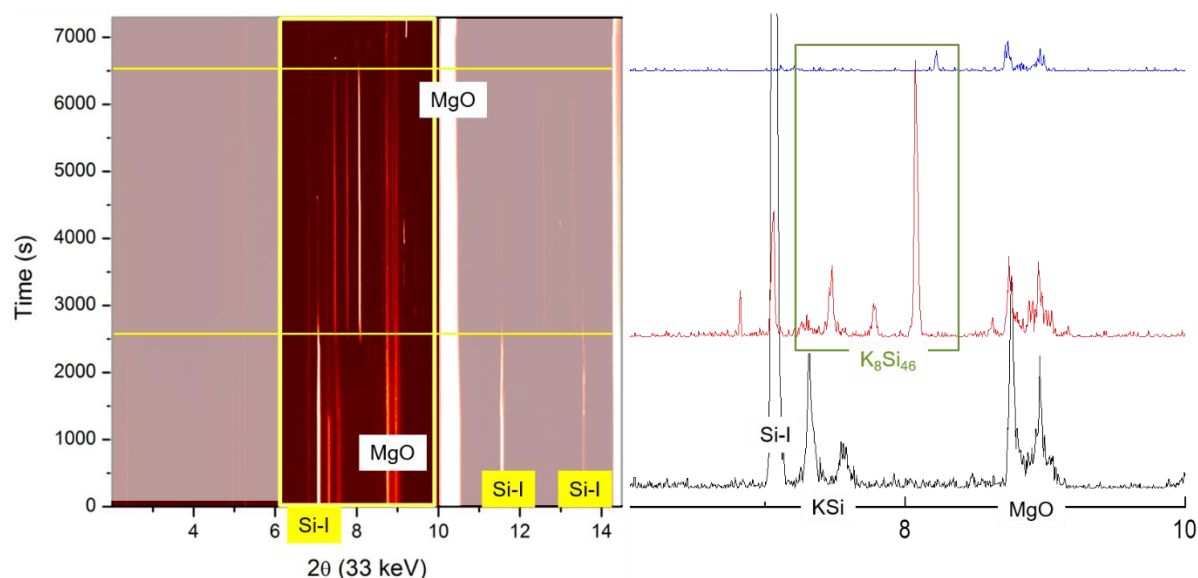 7000
6000
5000
4000
3000
2000
1000
0
Time (s)
MgO
MgO
Si-I
Si-I
Si-I
4 6 8 10 12 14
2θ (33 keV)
K₈Si₄₆
Si-I
KSi
MgO
8 10